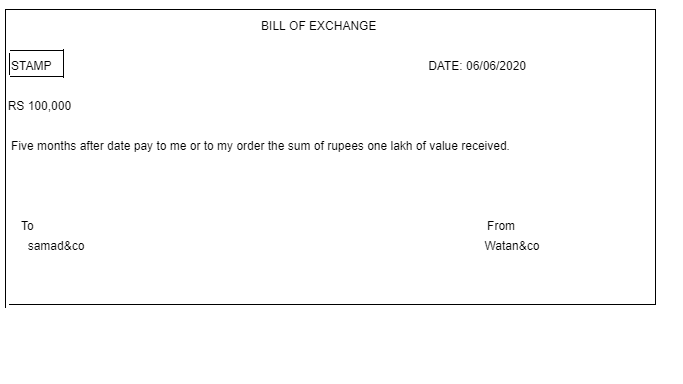 BILL OF EXCHANGE
STAMP
DATE: 06/06/2020
RS 100,000
Five months after date pay to me or to my order the sum of rupees one lakh of value received.
To
From
samad&co
Watan&co